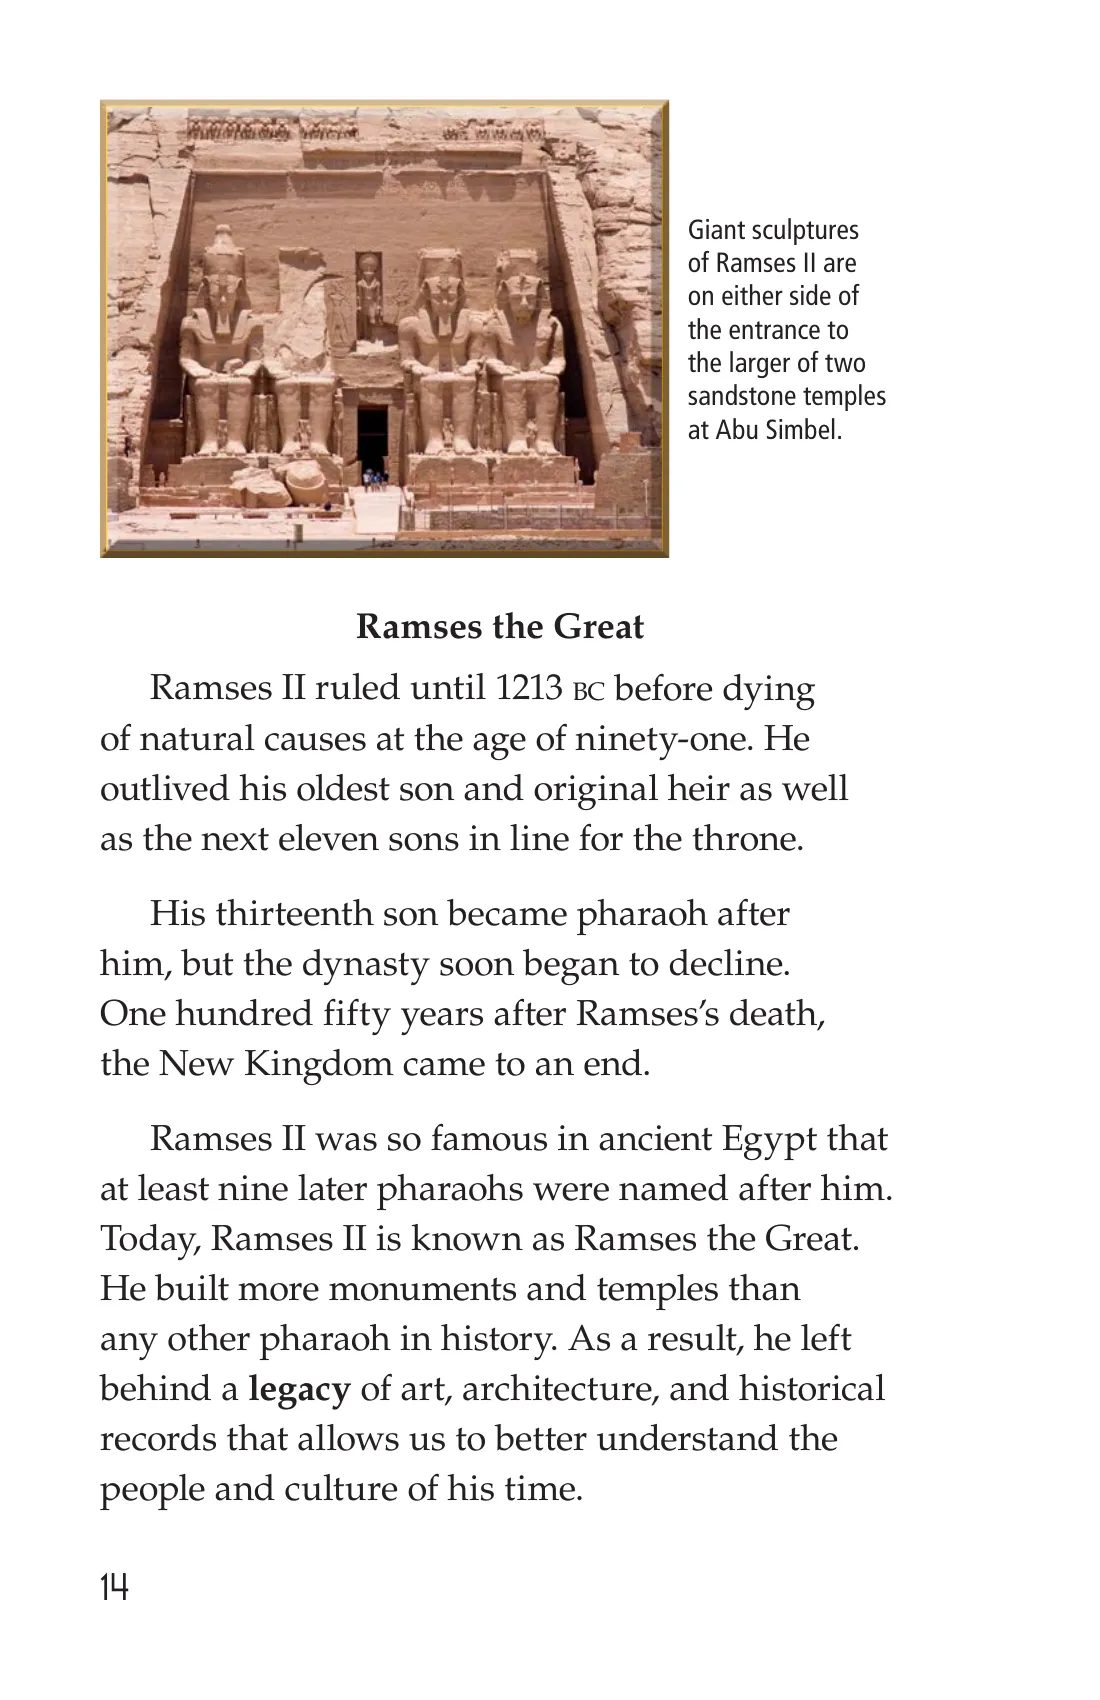 Giant sculptures
of Ramses II are
on either side of
the entrance to
the larger of two
sandstone temples
at Abu Simbel.
Ramses the Great
Ramses II ruled until 1213 BC before dying
of natural causes at the age of ninety-one. He
outlived his oldest son and original heir as well
as the next eleven sons in line for the throne.
His thirteenth son became pharaoh after
him, but the dynasty soon began to decline.
One hundred fifty years after Ramses’s death,
the New Kingdom came to an end.
Ramses II was so famous in ancient Egypt that
at least nine later pharaohs were named after him.
Today, Ramses II is known as Ramses the Great.
He built more monuments and temples than
any other pharaoh in history. As a result, he left
behind a legacy of art, architecture, and historical
records that allows us to better understand the
people and culture of his time.
14